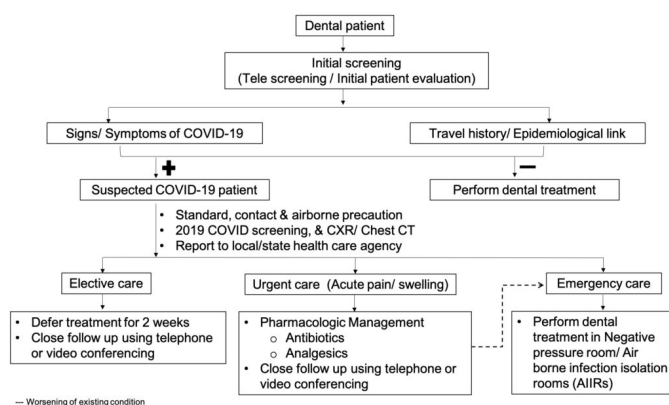 Dental patient
Initial screening
(Tele screening / Initial patient evaluation)
Signs/ Symptoms of COVID-19
Travel history/ Epidemiological link
+
−
Suspected COVID-19 patient
Perform dental treatment
• Standard, contact & airborne precaution
• 2019 COVID screening, & CXR/ Chest CT
• Report to local/state health care agency
Elective care
Urgent care (Acute pain/ swelling)
Emergency care
• Defer treatment for 2 weeks
• Close follow up using telephone
or video conferencing
• Pharmacologic Management
o Antibiotics
o Analgesics
• Close follow up using telephone or
video conferencing
• Perform dental
treatment in Negative
pressure room/ Air
borne infection isolation
rooms (AIIRs)
--- Worsening of existing condition